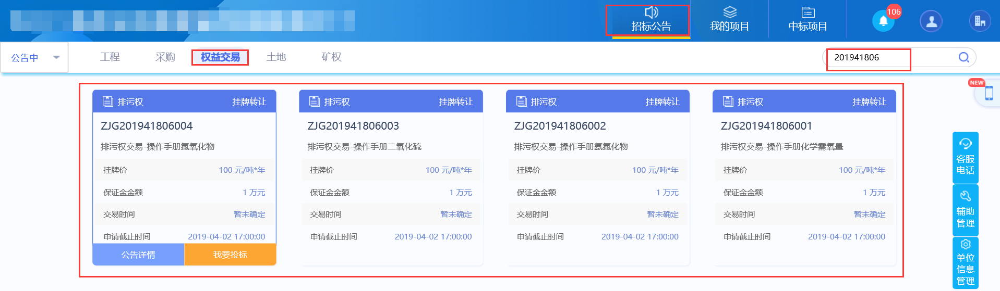 招标公告
我的项目
中标项目
106
公告中
工程
采购
权益交易
土地
矿权
201941806
NEW
排污权 挂牌转让
ZJG201941806004
排污权交易-操作手册氮氧化物
挂牌价 100 元/吨*年
保证金金额 1 万元
交易时间 暂未确定
申请截止时间 2019-04-02 17:00:00
公告详情 我要投标
排污权 挂牌转让
ZJG201941806003
排污权交易-操作手册二氧化硫
挂牌价 100 元/吨*年
保证金金额 1 万元
交易时间 暂未确定
申请截止时间 2019-04-02 17:00:00
排污权 挂牌转让
ZJG201941806002
排污权交易-操作手册氨氮化物
挂牌价 100 元/吨*年
保证金金额 1 万元
交易时间 暂未确定
申请截止时间 2019-04-02 17:00:00
排污权 挂牌转让
ZJG201941806001
排污权交易-操作手册化学需氧量
挂牌价 100 元/吨*年
保证金金额 1 万元
交易时间 暂未确定
申请截止时间 2019-04-02 17:00:00
客服
电话
辅助
管理
单位
信息
管理